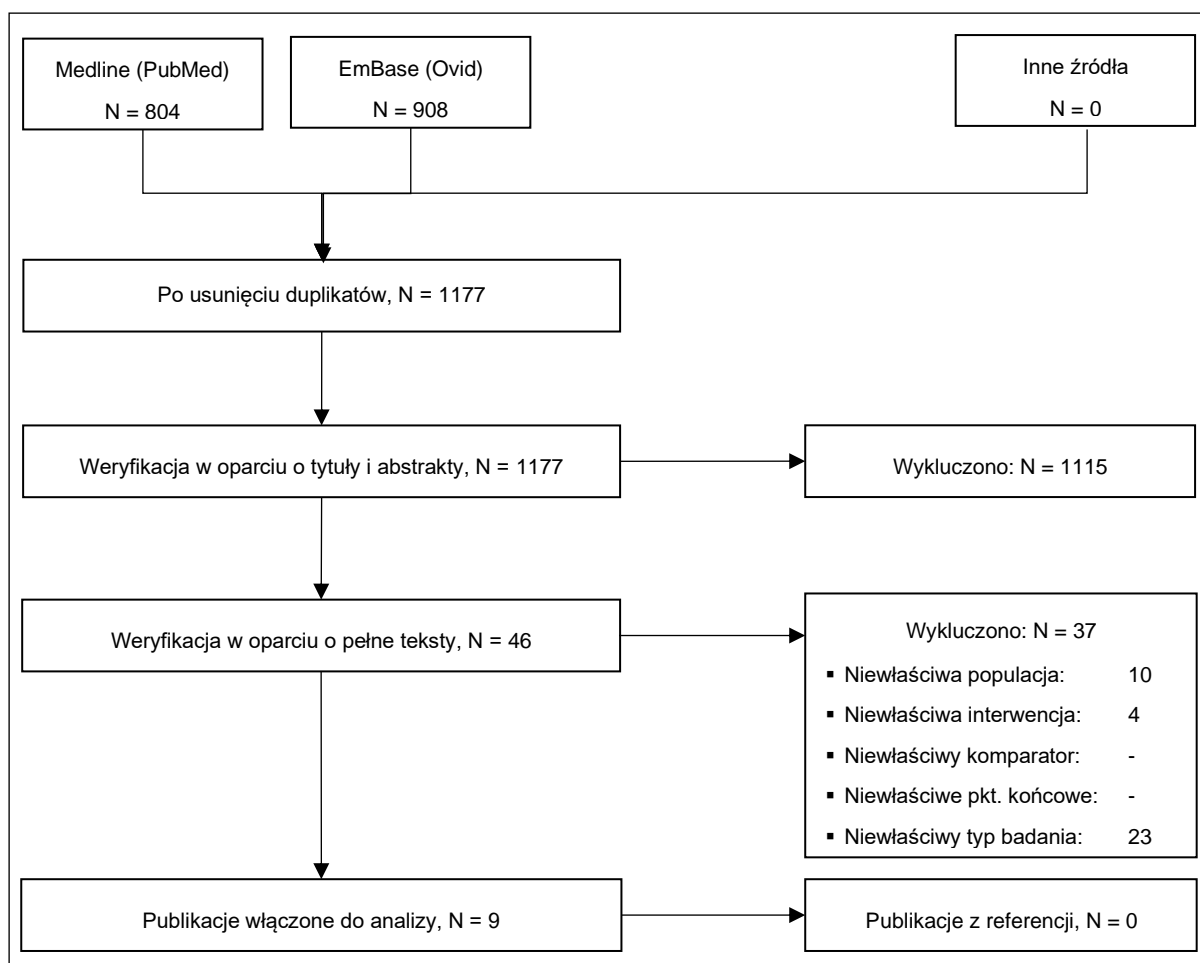 Medline (PubMed)
N = 804
EmBase (Ovid)
N = 908
Inne źródła
N = 0
Po usunięciu duplikatów, N = 1177
Weryfikacja w oparciu o tytuły i abstrakty, N = 1177
Wykluczono: N = 1115
Weryfikacja w oparciu o pełne teksty, N = 46
Wykluczono: N = 37
▪ Niewłaściwa populacja: 10
▪ Niewłaściwa interwencja: 4
▪ Niewłaściwy komparator: -
▪ Niewłaściwe pkt. końcowe: -
▪ Niewłaściwy typ badania: 23
Publikacje włączone do analizy, N = 9
Publikacje z referencji, N = 0